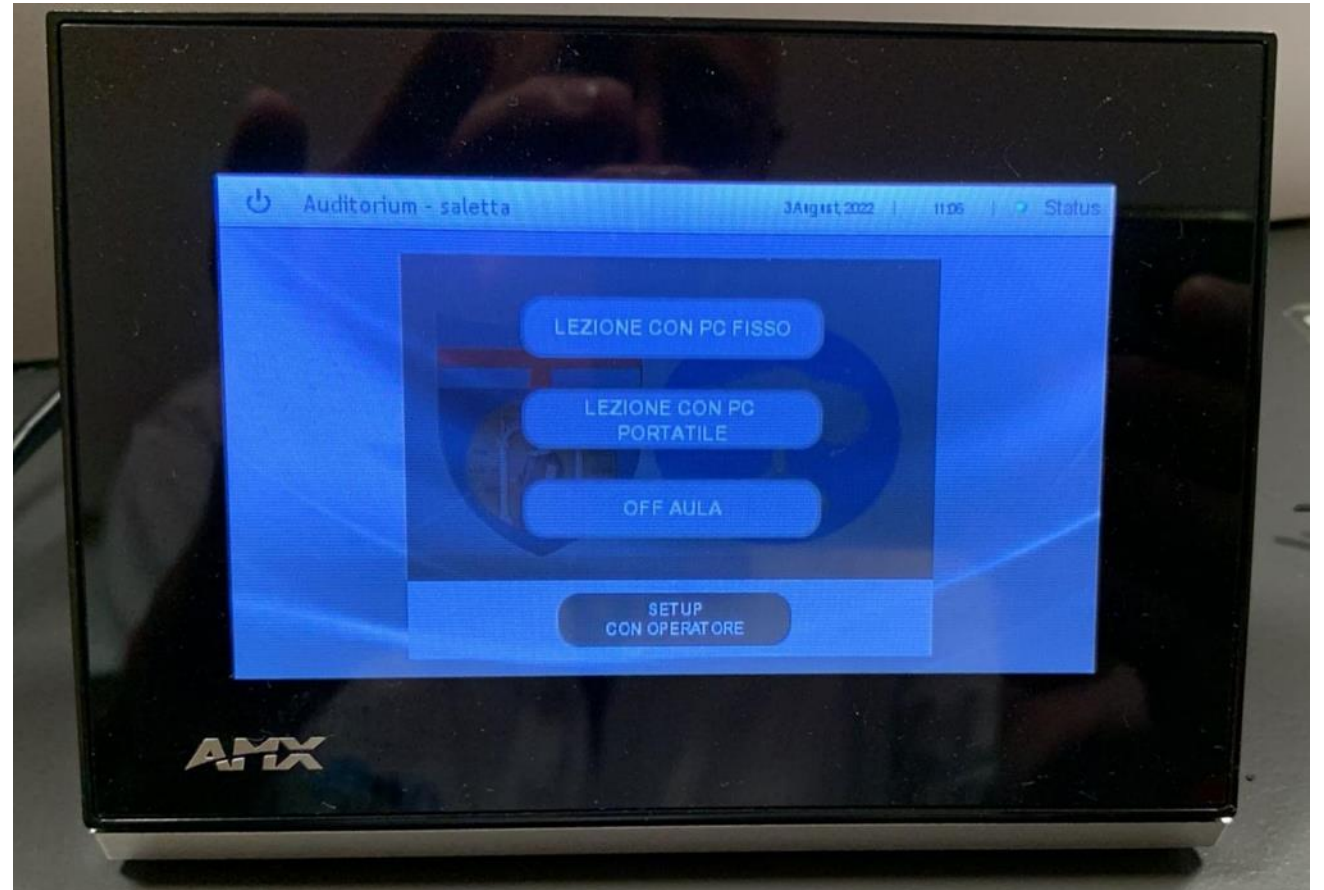 Auditorium - saletta
3 August, 2022 | 11:06 | Status
LEZIONE CON PC FISSO
LEZIONE CON PC
PORTATILE
OFF AULA
SETUP
CON OPERATORE
AMX